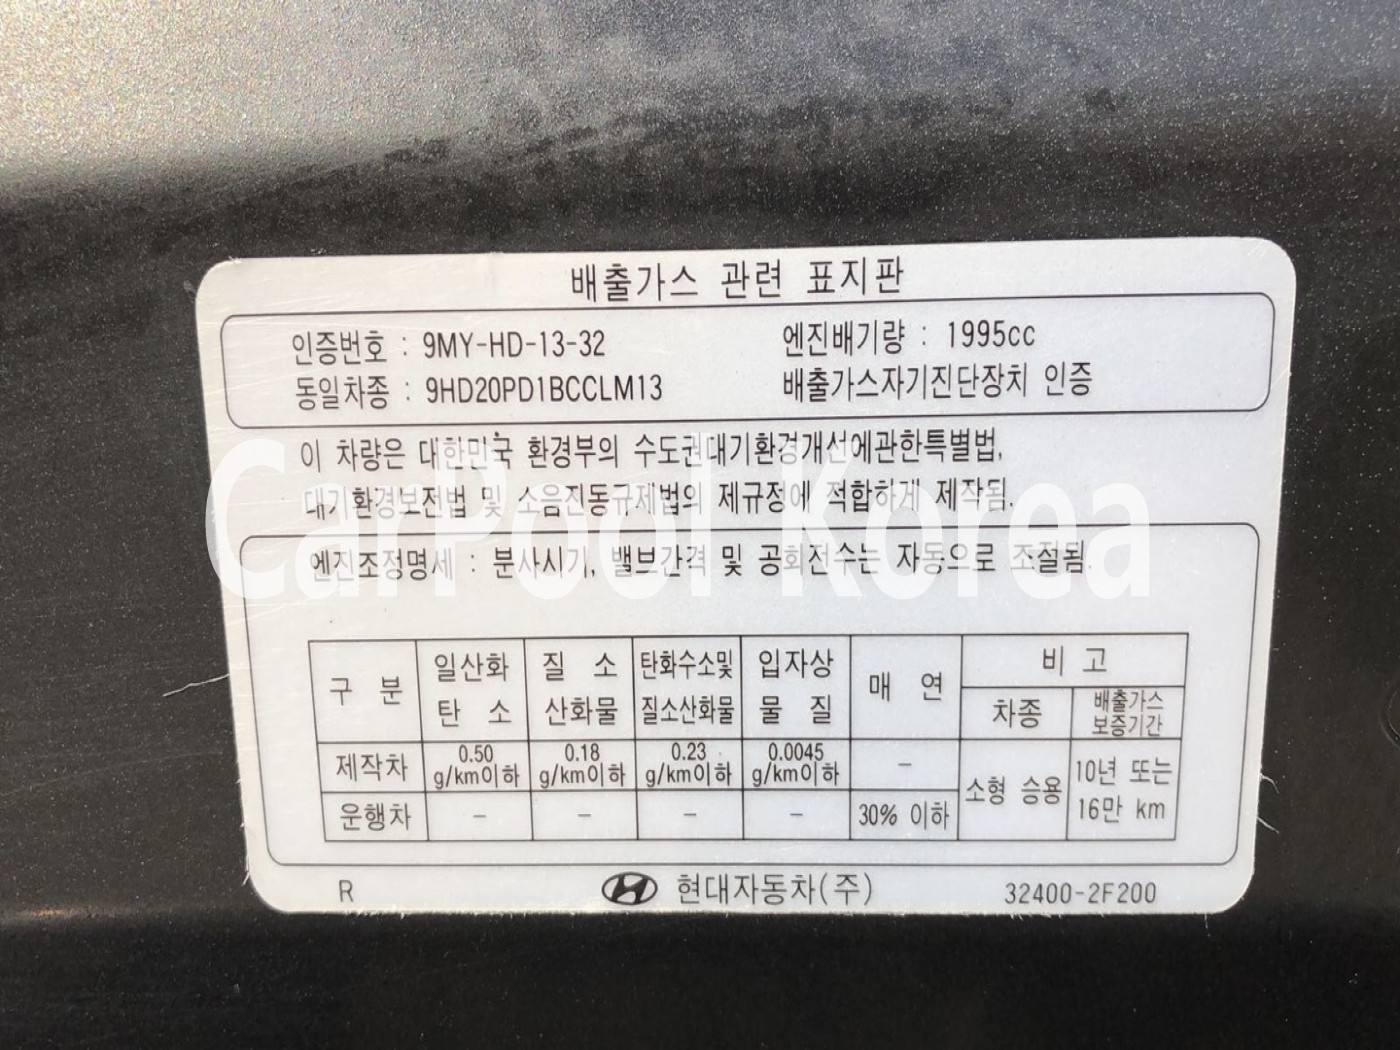 배출가스 관련 표지판
인증번호 : 9MY-HD-13-32 엔진배기량 : 1995cc
동일차종 : 9HD20PD1BCCLM13 배출가스자기진단장치 인증
이 차량은 대한민국 환경부의 수도권대기환경개선에관한특별법,
대기환경보전법 및 소음진동규제법의 제규정에 적합하게 제작됨.
CarPool Korea
엔진조정명세 : 분사시기, 밸브간격 및 공회전수는 자동으로 조절됨.
구 분 일산화 탄 소 질 소 산화물 탄화수소및 질소산화물 입자상 물 질 매 연 비 고
차종 배출가스 보증기간
제작차 0.50 g/km이하 0.18 g/km이하 0.23 g/km이하 0.0045 g/km이하 - 소형 승용 10년 또는 16만 km
운행차 - - - - 30% 이하
R 현대자동차(주) 32400-2F200